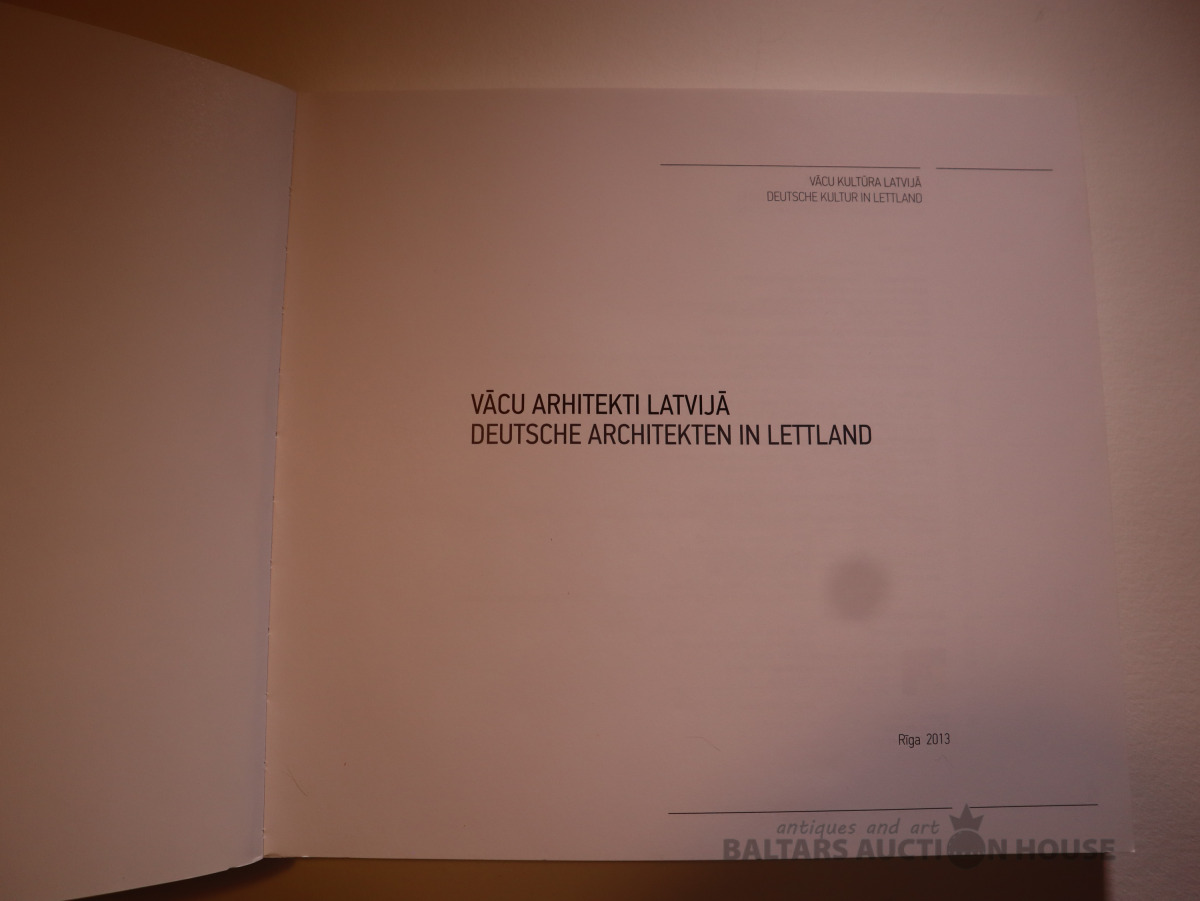 VĀCU KULTŪRA LATVIJĀ
DEUTSCHE KULTUR IN LETTLAND
VĀCU ARHITEKTI LATVIJĀ
DEUTSCHE ARCHITEKTEN IN LETTLAND
Rīga 2013
antiques and art
BALTARS AUCTION HOUSE